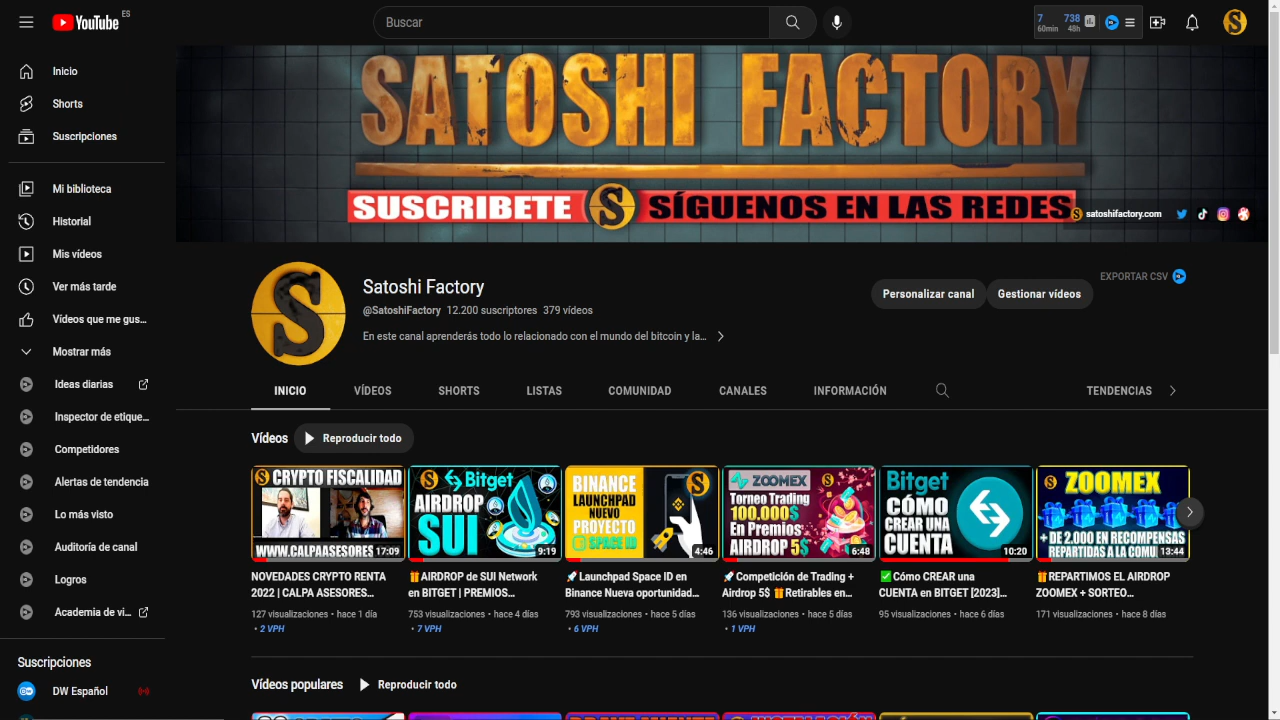 YouTube ES
Buscar
7 738
60min 48h
Inicio
Shorts
Suscripciones
Mi biblioteca
Historial
Mis vídeos
Ver más tarde
Vídeos que me gus...
Mostrar más
Ideas diarias
Inspector de etique...
Competidores
Alertas de tendencia
Lo más visto
Auditoría de canal
Logros
Academia de vi...
Suscripciones
DW Español
SATOSHI FACTORY
SUSCRIBETE S SÍGUENOS EN LAS REDES
satoshifactory.com
S
Satoshi Factory
@SatoshiFactory 12.200 suscriptores 379 vídeos
En este canal aprenderás todo lo relacionado con el mundo del bitcoin y la...
Personalizar canal
Gestionar vídeos
EXPORTAR CSV
INICIO VÍDEOS SHORTS LISTAS COMUNIDAD CANALES INFORMACIÓN TENDENCIAS
Vídeos
Reproducir todo
CRYPTO FISCALIDAD
WWW.CALPAASESORES
17:09
NOVEDADES CRYPTO RENTA
2022 | CALPA ASESORES...
127 visualizaciones • hace 1 día
• 2 VPH
Bitget
AIRDROP
SUI
9:19
AIRDROP de SUI Network
en BITGET | PREMIOS...
753 visualizaciones • hace 4 días
• 7 VPH
BINANCE
LAUNCHPAD
NUEVO
PROYECTO
SPACE ID
4:46
Launchpad Space ID en
Binance Nueva oportunidad...
793 visualizaciones • hace 5 días
• 6 VPH
ZOOMEX
Torneo Trading
100.000$
En Premios
AIRDROP 5$
6:48
Competición de Trading +
Airdrop 5$ Retirables en...
136 visualizaciones • hace 5 días
• 1 VPH
Bitget
CÓMO
CREAR UNA
CUENTA
10:20
Cómo CREAR una
CUENTA en BITGET [2023]...
95 visualizaciones • hace 6 días
ZOOMEX
+ DE 2.000 EN RECOMPENSAS
REPARTIDAS A LA COMU
13:44
REPARTIMOS EL AIRDROP
ZOOMEX + SORTEO...
171 visualizaciones • hace 8 días
Vídeos populares
Reproducir todo